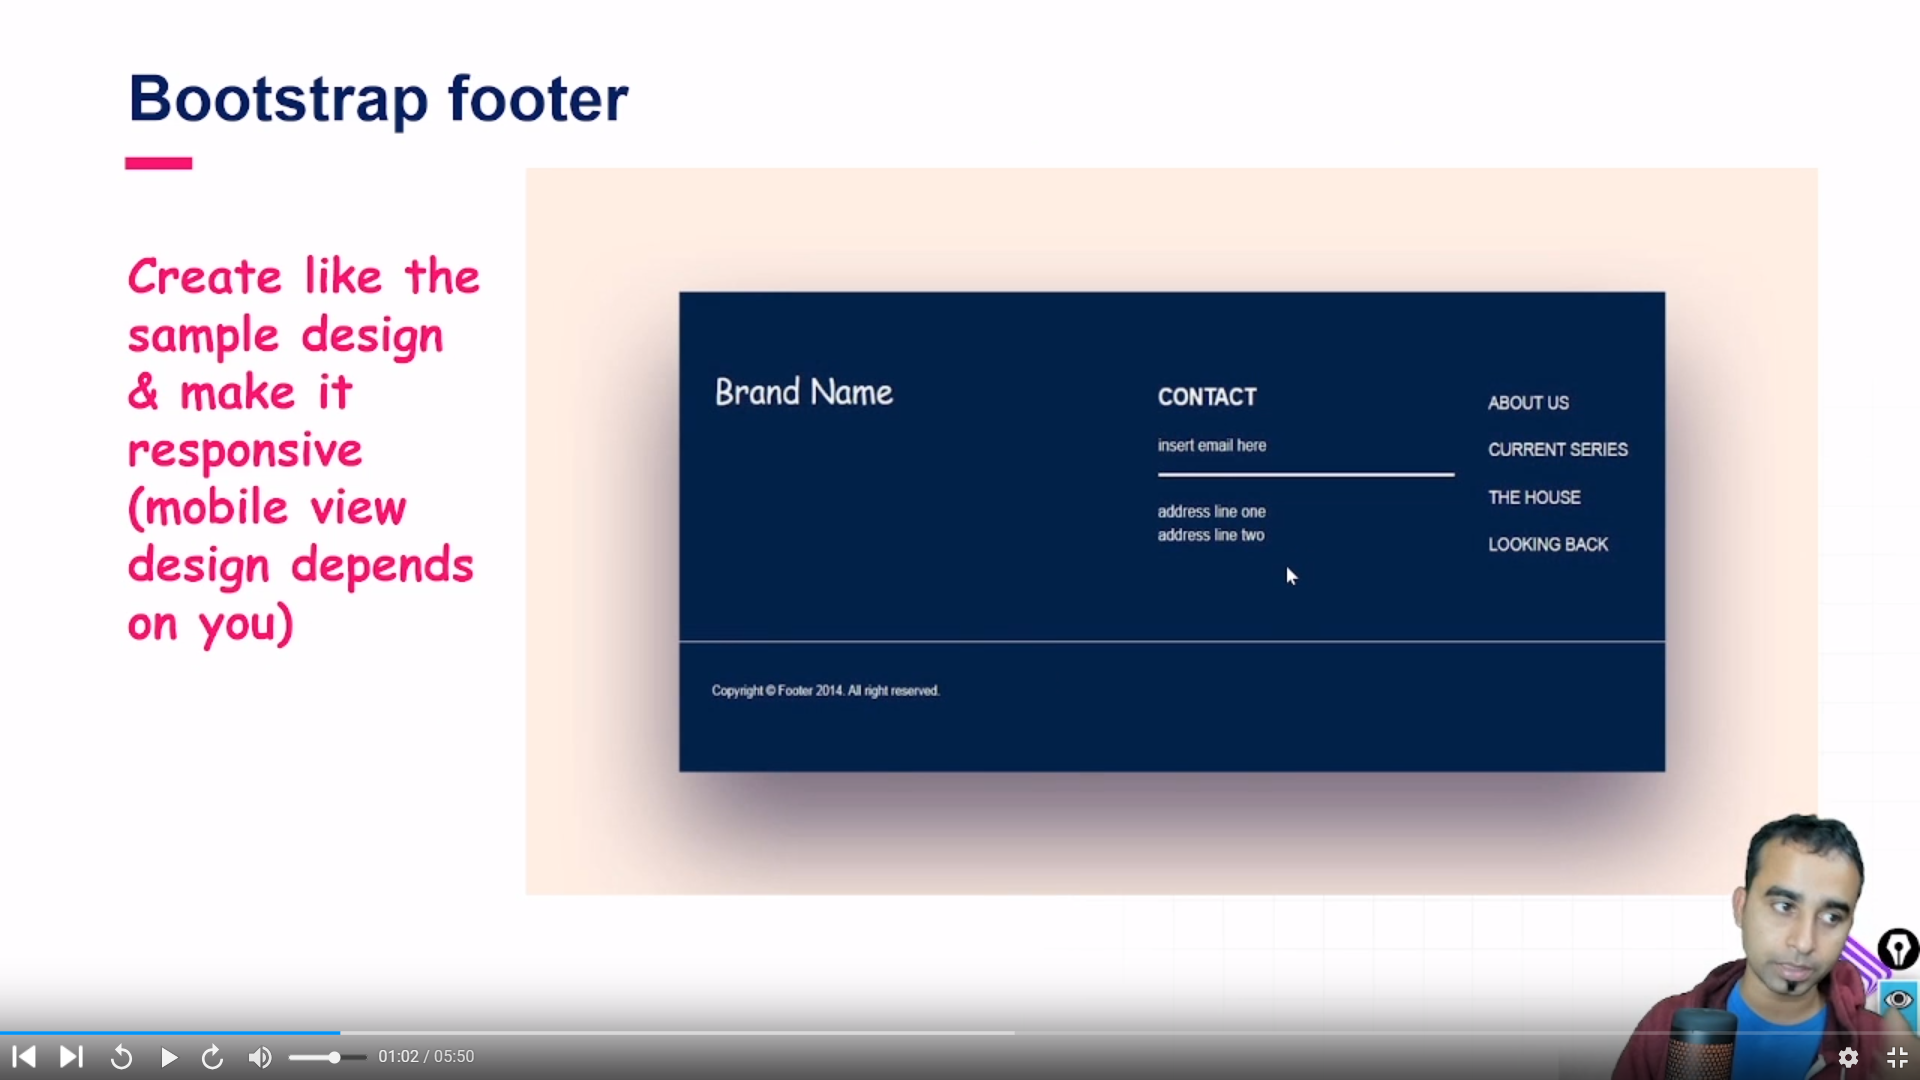 Bootstrap footer
Create like the
sample design
& make it
responsive
(mobile view
design depends
on you)
Brand Name
CONTACT
insert email here
address line one
address line two
ABOUT US
CURRENT SERIES
THE HOUSE
LOOKING BACK
Copyright © Footer 2014. All right reserved.
01:02 / 05:50